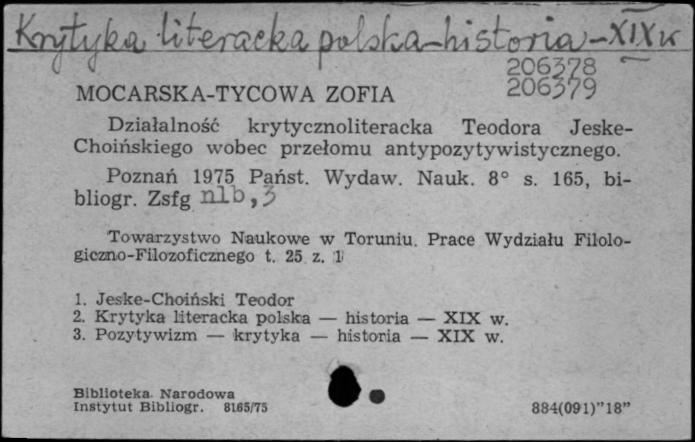 Krytyka literacka polska-historia-XIX w
206378
206379
MOCARSKA-TYCOWA ZOFIA
Działalność krytycznoliteracka Teodora Jeske-
Choińskiego wobec przełomu antypozytywistycznego.
Poznań 1975 Państ. Wydaw. Nauk. 8° s. 165, bi-
bliogr. Zsfg nlb, 3
Towarzystwo Naukowe w Toruniu. Prace Wydziału Filolo-
giczno-Filozoficznego t. 25 z. 1
1. Jeske-Choiński Teodor
2. Krytyka literacka polska — historia — XIX w.
3. Pozytywizm — krytyka — historia — XIX w.
Biblioteka Narodowa
Instytut Bibliogr. 8165/75
884(091)"18"